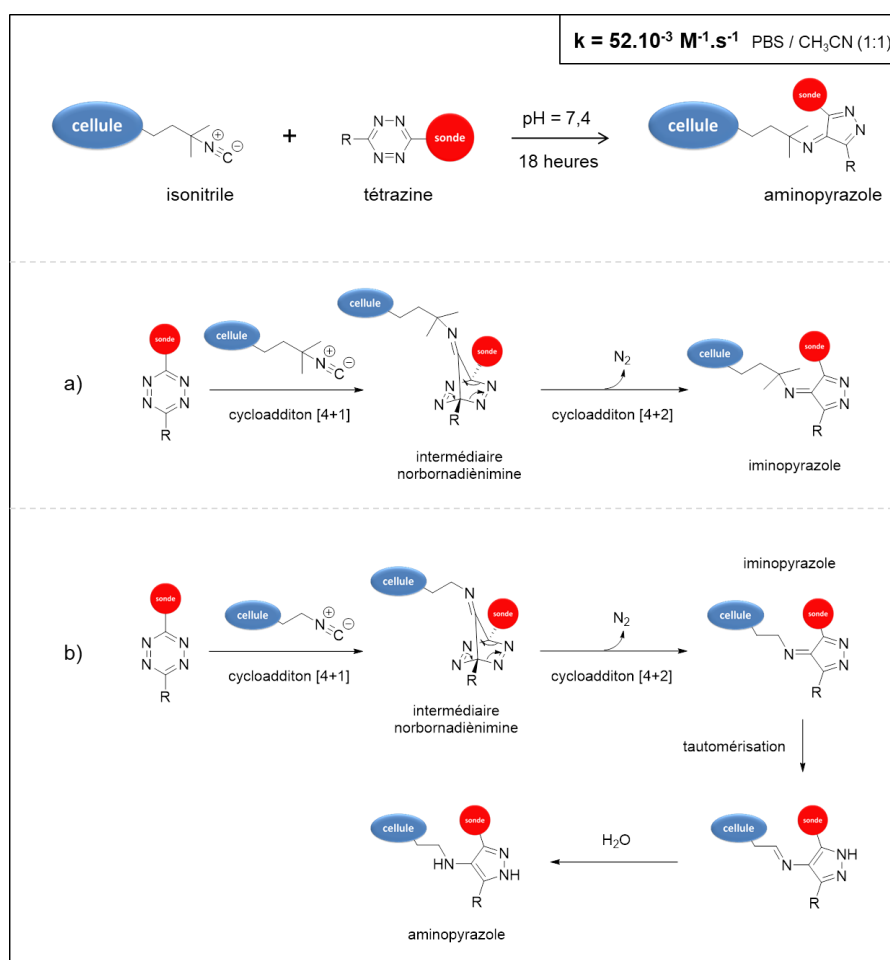 k = 52.10⁻³ M⁻¹.s⁻¹ PBS / CH₃CN (1:1)
cellule
N
⊕
C
⊖
+
R
N N
N N
sonde
pH = 7,4
18 heures
cellule
sonde
N
N
N
R
isonitrile
tétrazine
aminopyrazole
a)
sonde
N N
N N
R
cellule
N
⊕
C
⊖
cycloadditon [4+1]
cellule
N
sonde
N N
N N
R
intermédiaire
norbornadiènimine
N₂
cycloadditon [4+2]
cellule
sonde
N
N
N
R
iminopyrazole
b)
sonde
N N
N N
R
cellule
N
⊕
C
⊖
cycloadditon [4+1]
cellule
N
sonde
N N
N N
R
intermédiaire
norbornadiènimine
N₂
cycloadditon [4+2]
iminopyrazole
cellule
sonde
N
N
N
R
tautomérisation
cellule
sonde
HN
N
NH
R
aminopyrazole
H₂O
cellule
sonde
N
NH
N
R